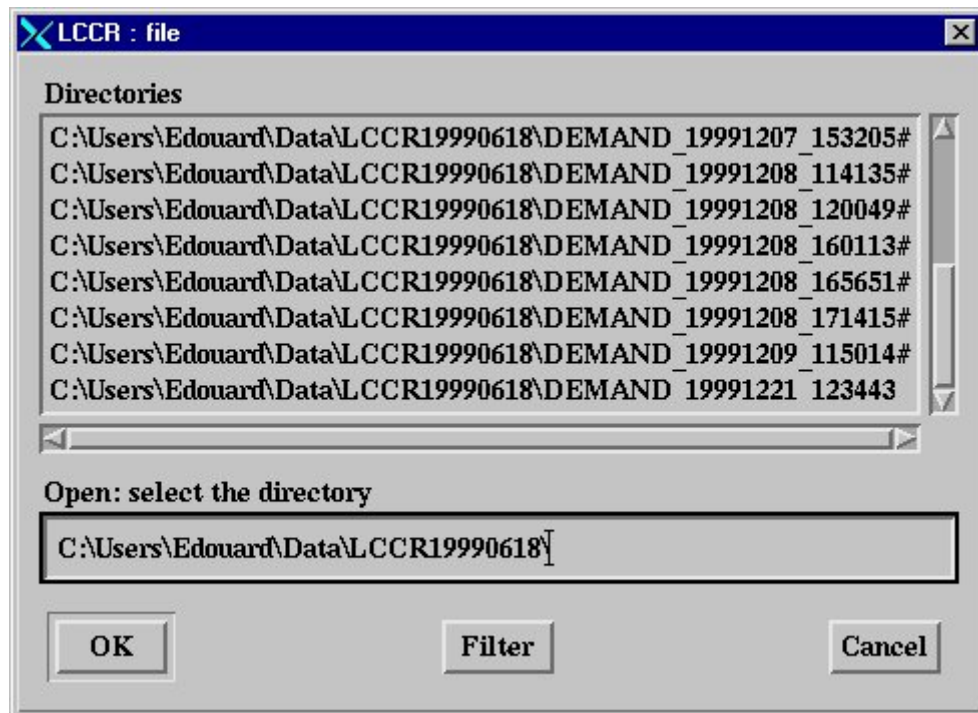 LCCR : file
Directories
C:\Users\Edouard\Data\LCCR19990618\DEMAND_19991207_153205#
C:\Users\Edouard\Data\LCCR19990618\DEMAND_19991208_114135#
C:\Users\Edouard\Data\LCCR19990618\DEMAND_19991208_120049#
C:\Users\Edouard\Data\LCCR19990618\DEMAND_19991208_160113#
C:\Users\Edouard\Data\LCCR19990618\DEMAND_19991208_165651#
C:\Users\Edouard\Data\LCCR19990618\DEMAND_19991208_171415#
C:\Users\Edouard\Data\LCCR19990618\DEMAND_19991209_115014#
C:\Users\Edouard\Data\LCCR19990618\DEMAND_19991221_123443
Open: select the directory
C:\Users\Edouard\Data\LCCR19990618\
OK Filter Cancel